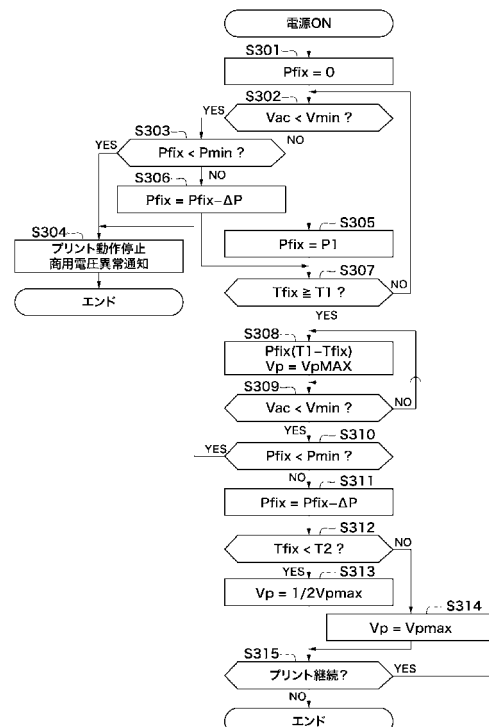 電源ON
S301
Pfix = 0
S302
YES
Vac < Vmin ?
S303
YES
Pfix < Pmin ?
NO
S306
NO
Pfix = Pfix−ΔP
S304
プリント動作停止
商用電圧異常通知
エンド
S305
Pfix = P1
S307
Tfix ≧ T1 ?
NO
YES
S308
Pfix(T1−Tfix)
Vp = VpMAX
S309
Vac < Vmin ?
NO
YES
S310
YES
Pfix < Pmin ?
NO
S311
Pfix = Pfix−ΔP
S312
Tfix < T2 ?
NO
YES
S313
Vp = 1/2Vpmax
S314
Vp = Vpmax
S315
プリント継続 ?
YES
NO
エンド